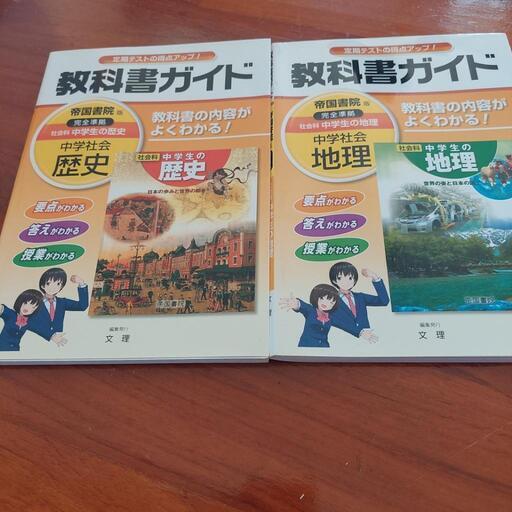 定期テストの得点アップ!
教科書ガイド
帝国書院 版
完全準拠
社会科 中学生の歴史
中学社会
歴史
教科書の内容が
よくわかる!
社会科 中学生の
歴史
日本の歩みと世界の動き
帝国書院
要点がわかる
答えがわかる
授業がわかる
編集発行
文理
定期テストの得点アップ!
教科書ガイド
帝国書院 版
完全準拠
社会科 中学生の地理
中学社会
地理
教科書の内容が
よくわかる!
社会科 中学生の
地理
世界の姿と日本の
帝国書院
要点がわかる
答えがわかる
授業がわかる
編集発行
文理